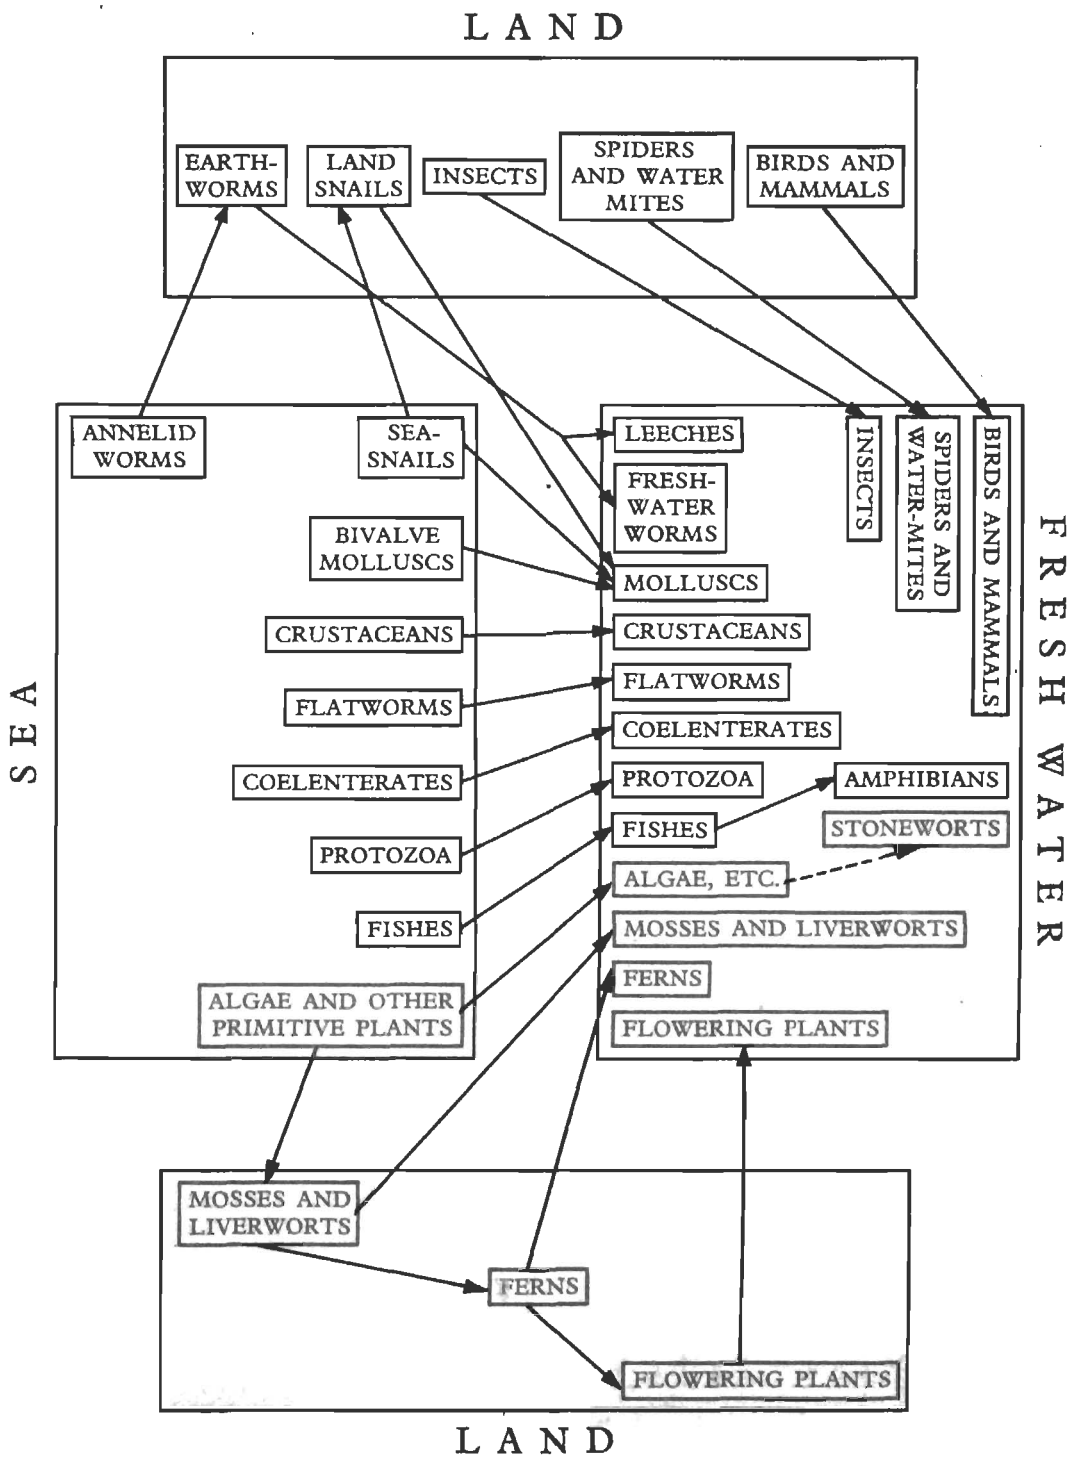 LAND
EARTH-
WORMS
LAND
SNAILS
INSECTS
SPIDERS
AND WATER
MITES
BIRDS AND
MAMMALS
SEA
ANNELID
WORMS
SEA-
SNAILS
BIVALVE
MOLLUSCS
CRUSTACEANS
FLATWORMS
COELENTERATES
PROTOZOA
FISHES
ALGAE AND OTHER
PRIMITIVE PLANTS
LEECHES
FRESH-
WATER
WORMS
MOLLUSCS
CRUSTACEANS
FLATWORMS
COELENTERATES
PROTOZOA
FISHES
ALGAE, ETC.
MOSSES AND LIVERWORTS
FERNS
FLOWERING PLANTS
INSECTS
SPIDERS AND
WATER-MITES
BIRDS AND MAMMALS
AMPHIBIANS
STONEWORTS
FRESH WATER
MOSSES AND
LIVERWORTS
FERNS
FLOWERING PLANTS
LAND